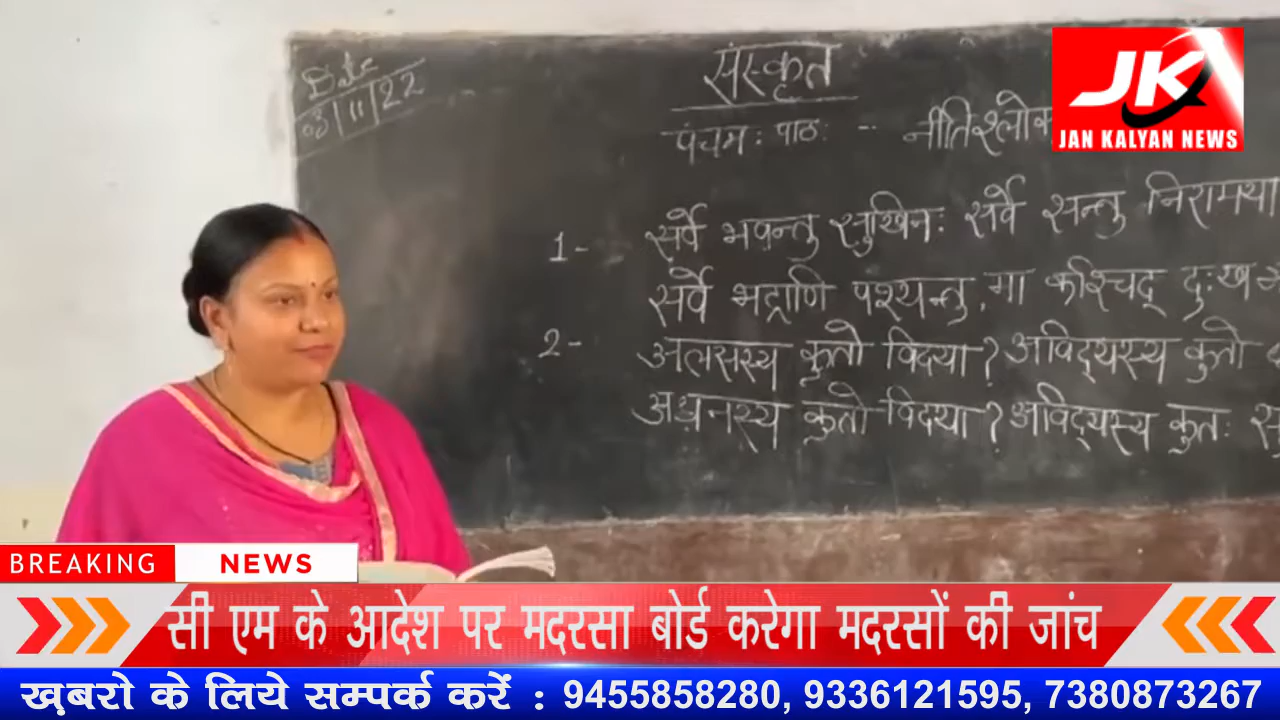 Date
03/11/22
संस्कृत
पंचमः पाठः -- नीतिश्लोक
1- सर्वे भवन्तु सुखिनः सर्वे सन्तु निरामया
सर्वे भद्राणि पश्यन्तु, मा कश्चिद् दुःख
2- अलसस्य कुतो विदया? अविद्यस्य कुतो
अधनस्य कुतो विदया? अविद्यस्य कुतः सु
JK
JAN KALYAN NEWS
BREAKING NEWS
सी एम के आदेश पर मदरसा बोर्ड करेगा मदरसों की जांच
ख़बरो के लिये सम्पर्क करें : 9455858280, 9336121595, 7380873267